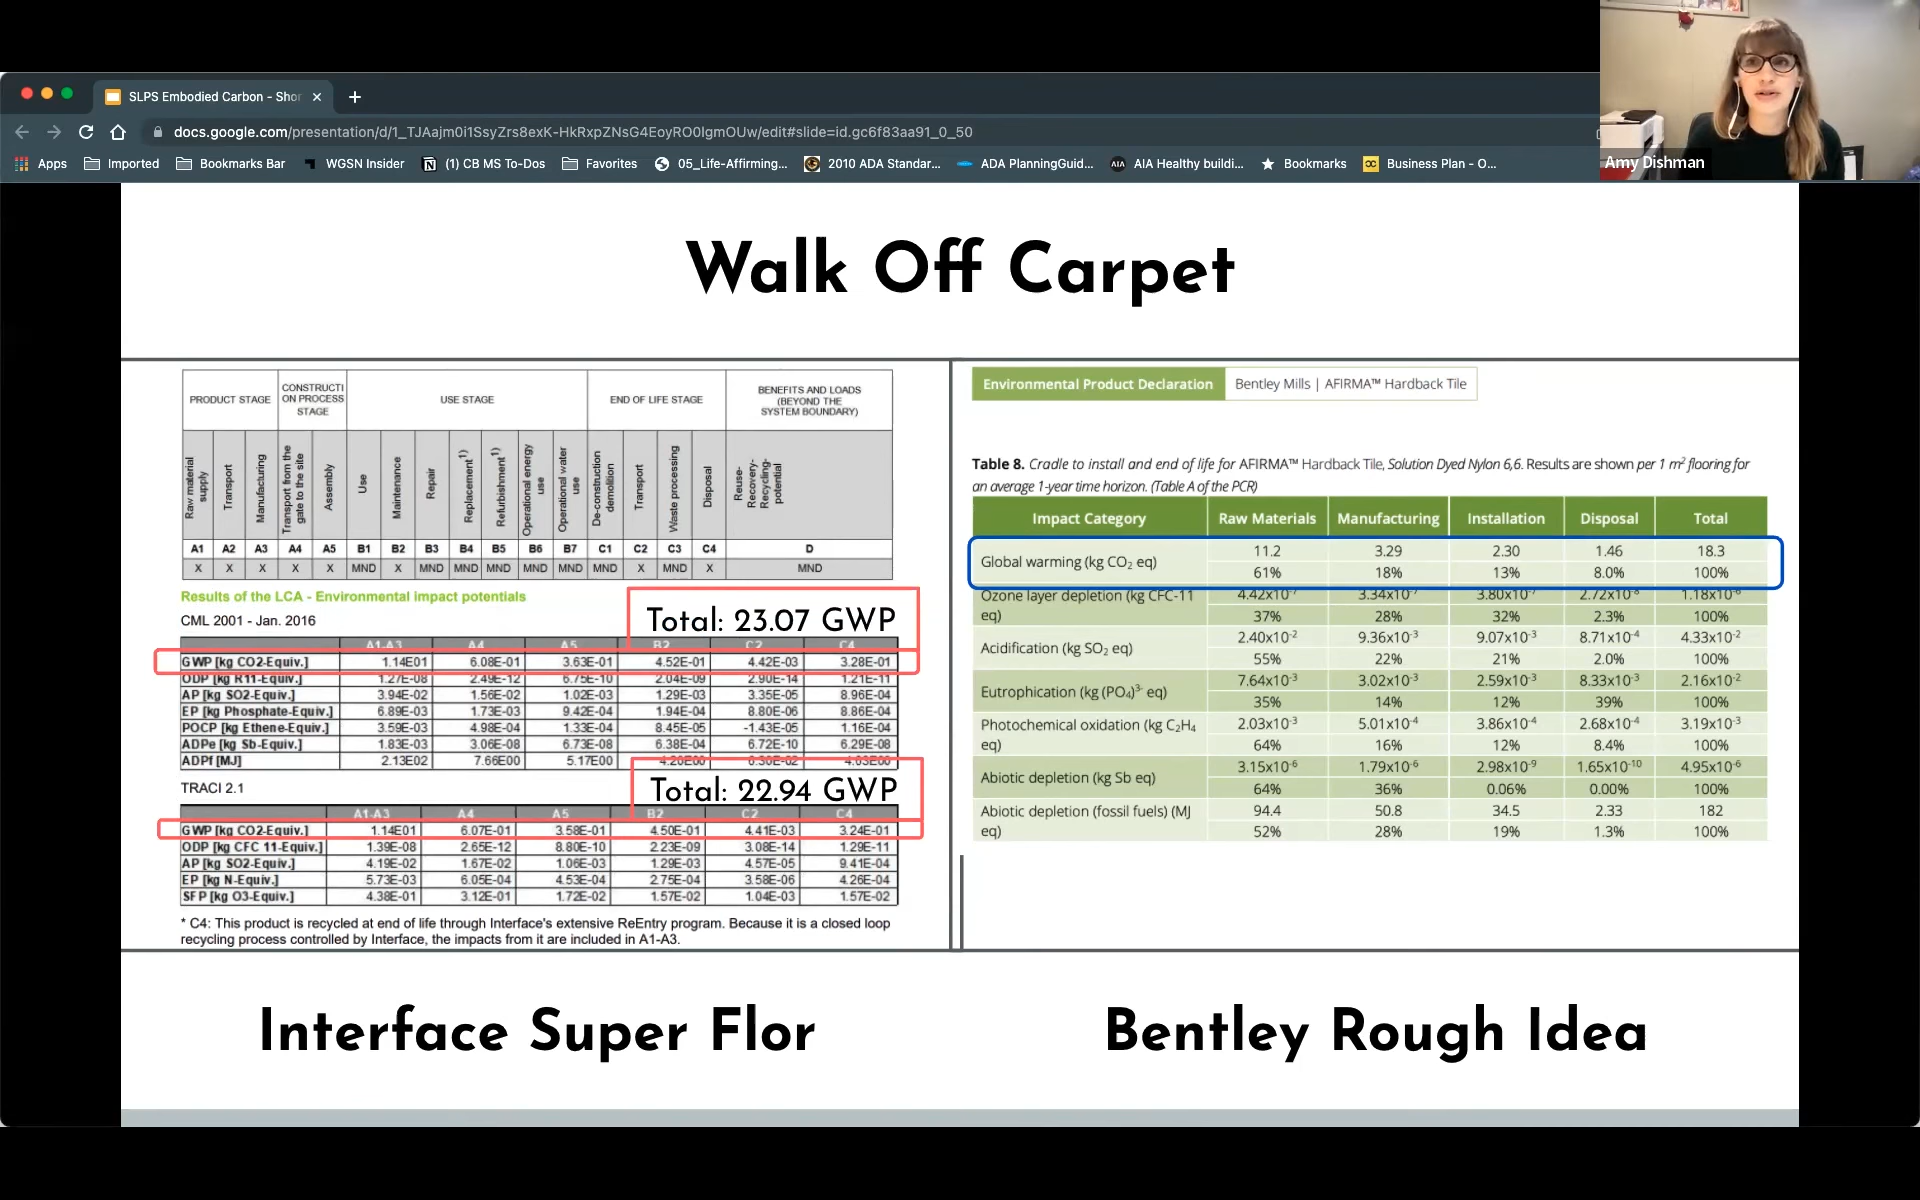 Amy Dishman
SLPS Embodied Carbon - Shor
docs.google.com/presentation/d/1_TJAajm0i1SsyZrs8exK-HkRxpZNsG4EoyRO0IgmOUw/edit#slide=id.gc6f83aa91_0_50
Apps Imported Bookmarks Bar WGSN Insider (1) CB MS To-Dos Favorites 05_Life-Affirming... 2010 ADA Standar... ADA PlanningGuid... AIA Healthy buildi... Bookmarks Business Plan - O...
Walk Off Carpet
PRODUCT STAGE
CONSTRUCTI
ON PROCESS
STAGE
USE STAGE
END OF LIFE STAGE
BENEFITS AND LOADS
(BEYOND THE
SYSTEM BOUNDARY)
Raw material
supply
Transport
Manufacturing
Transport from the
gate to the site
Assembly
Use
Maintenance
Repair
Replacement1)
Refurbishment1)
Operational energy
use
Operational water
use
De-construction
demolition
Transport
Waste processing
Disposal
Reuse-
Recovery-
Recycling-
potential
A1 A2 A3 A4 A5 B1 B2 B3 B4 B5 B6 B7 C1 C2 C3 C4 D
X X X X X MND X MND MND MND MND MND MND X MND X MND
Results of the LCA - Environmental impact potentials
Total: 23.07 GWP
CML 2001 - Jan. 2016
A1-A3 A4 A5 B2 C2 C4
GWP [kg CO2-Equiv.] 1.14E01 6.08E-01 3.63E-01 4.52E-01 4.42E-03 3.28E-01
ODP [kg R11-Equiv.] 1.27E-08 2.49E-12 6.75E-10 2.04E-09 2.90E-14 1.21E-11
AP [kg SO2-Equiv.] 3.94E-02 1.56E-02 1.02E-03 1.29E-03 3.35E-05 8.96E-04
EP [kg Phosphate-Equiv.] 6.89E-03 1.73E-03 9.42E-04 1.94E-04 8.80E-06 8.86E-04
POCP [kg Ethene-Equiv.] 3.59E-03 4.98E-04 1.33E-04 8.45E-05 -1.43E-05 1.16E-04
ADPe [kg Sb-Equiv.] 1.83E-03 3.06E-08 6.73E-08 6.38E-04 6.72E-10 6.29E-08
ADPf [MJ] 2.13E02 7.66E00 5.17E00 4.20E00 6.30E-02 4.63E00
Total: 22.94 GWP
TRACI 2.1
A1-A3 A4 A5 B2 C2 C4
GWP [kg CO2-Equiv.] 1.14E01 6.07E-01 3.58E-01 4.50E-01 4.41E-03 3.24E-01
ODP [kg CFC 11-Equiv.] 1.39E-08 2.65E-12 8.80E-10 2.23E-09 3.08E-14 1.29E-11
AP [kg SO2-Equiv.] 4.19E-02 1.67E-02 1.06E-03 1.29E-03 4.57E-05 9.41E-04
EP [kg N-Equiv.] 5.73E-03 6.05E-04 4.53E-04 2.75E-04 3.58E-06 4.26E-04
SFP [kg O3-Equiv.] 4.38E-01 3.12E-01 1.72E-02 1.57E-02 1.04E-03 1.57E-02
* C4: This product is recycled at end of life through Interface's extensive ReEntry program. Because it is a closed loop
recycling process controlled by Interface, the impacts from it are included in A1-A3.
Interface Super Flor
Environmental Product Declaration Bentley Mills | AFIRMA™ Hardback Tile
Table 8. Cradle to install and end of life for AFIRMA™ Hardback Tile, Solution Dyed Nylon 6,6. Results are shown per 1 m² flooring for
an average 1-year time horizon. (Table A of the PCR)
Impact Category Raw Materials Manufacturing Installation Disposal Total
Global warming (kg CO₂ eq) 11.2 3.29 2.30 1.46 18.3
61% 18% 13% 8.0% 100%
Ozone layer depletion (kg CFC-11 4.42x10⁻⁷ 3.34x10⁻⁷ 3.80x10⁻⁷ 2.72x10⁻⁸ 1.18x10⁻⁶
eq) 37% 28% 32% 2.3% 100%
Acidification (kg SO₂ eq) 2.40x10⁻² 9.36x10⁻³ 9.07x10⁻³ 8.71x10⁻⁴ 4.33x10⁻²
55% 22% 21% 2.0% 100%
Eutrophication (kg (PO₄)³⁻ eq) 7.64x10⁻³ 3.02x10⁻³ 2.59x10⁻³ 8.33x10⁻³ 2.16x10⁻²
35% 14% 12% 39% 100%
Photochemical oxidation (kg C₂H₄ 2.03x10⁻³ 5.01x10⁻⁴ 3.86x10⁻⁴ 2.68x10⁻⁴ 3.19x10⁻³
eq) 64% 16% 12% 8.4% 100%
Abiotic depletion (kg Sb eq) 3.15x10⁻⁶ 1.79x10⁻⁶ 2.98x10⁻⁹ 1.65x10⁻¹⁰ 4.95x10⁻⁶
64% 36% 0.06% 0.00% 100%
Abiotic depletion (fossil fuels) (MJ 94.4 50.8 34.5 2.33 182
eq) 52% 28% 19% 1.3% 100%
Bentley Rough Idea